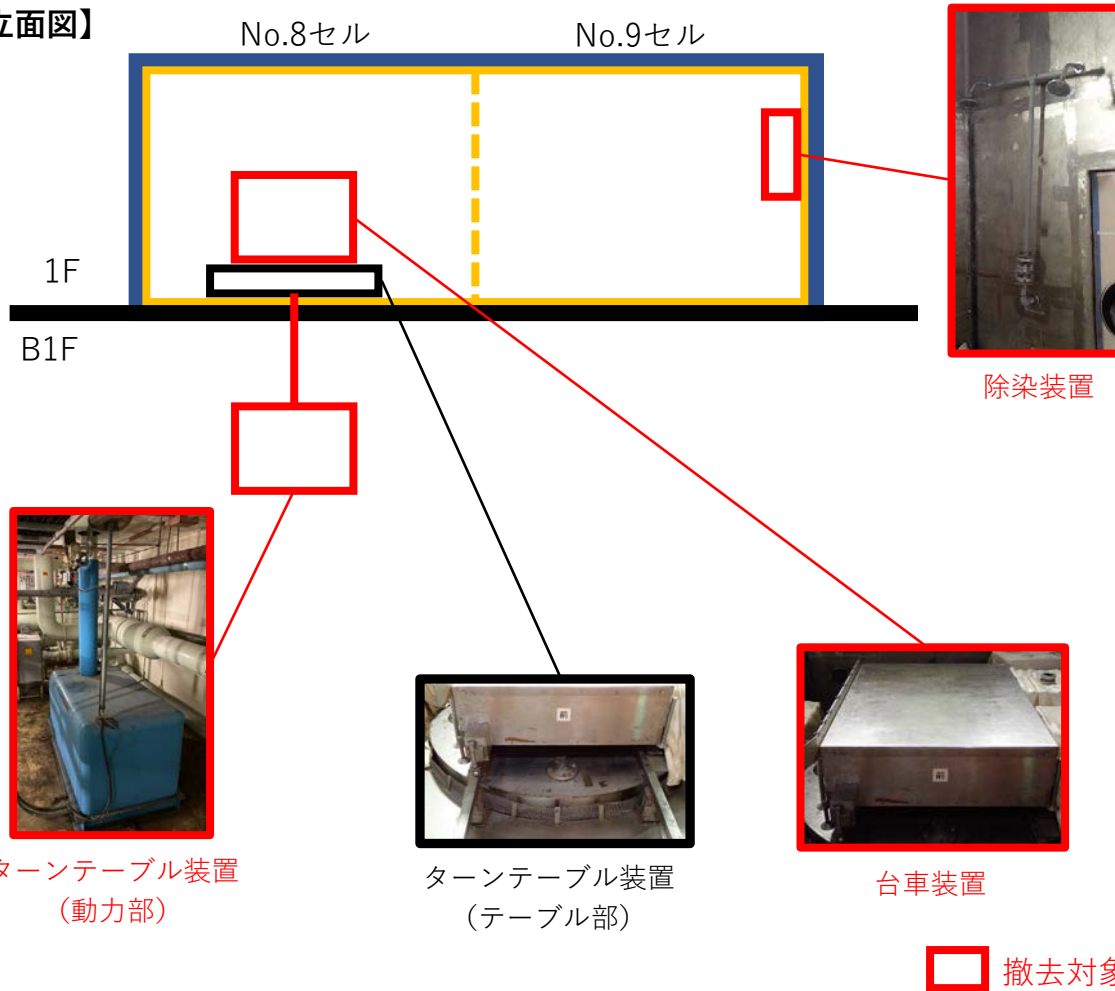 立面図】
No.8セル
No.9セル
1F
B1F
除染装置
前
前
ターンテーブル装置
（動力部）
ターンテーブル装置
（テーブル部）
台車装置
撤去対象